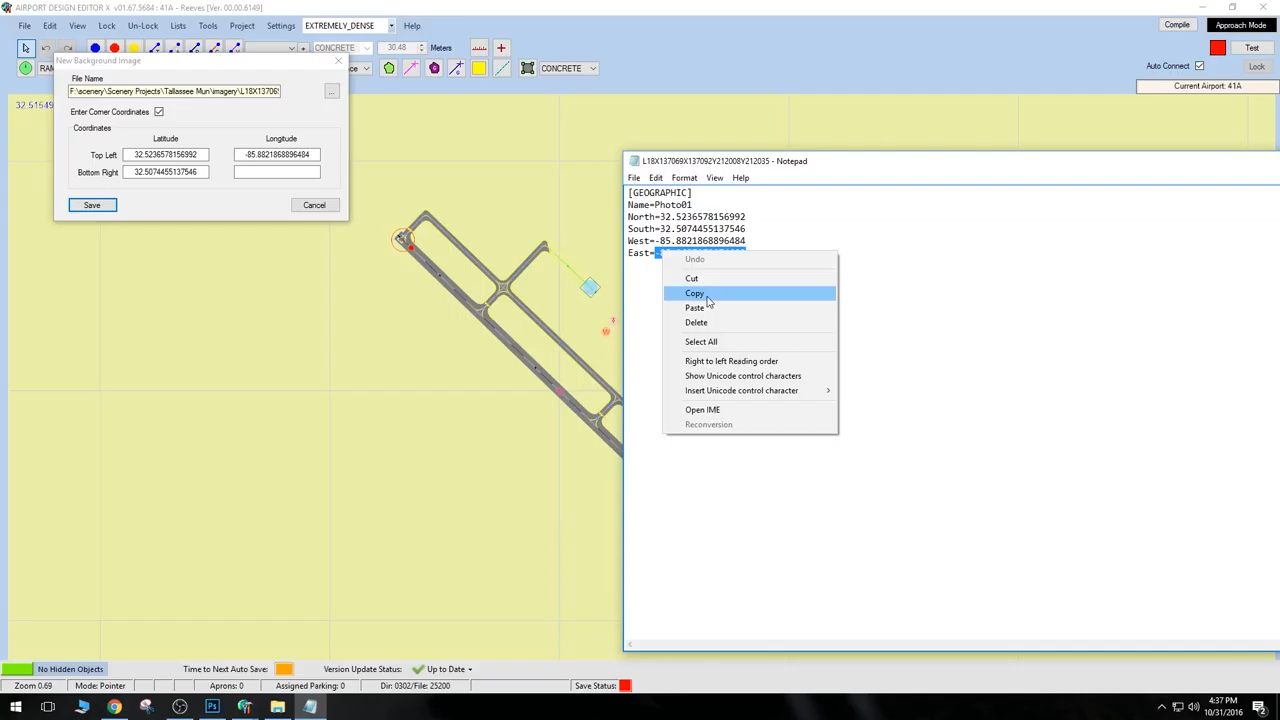 AIRPORT DESIGN EDITOR X v01.67.5684 : 41A - Reeves [Ver. 00.00.6149]
File Edit View Lock Un-Lock Lists Tools Project Settings EXTREMELY_DENSE Help
Compile Approach Mode
CONCRETE 30.48 Meters
Test
Auto Connect Lock
CONCRETE
Current Airport: 41A
New Background Image
File Name
F:\scenery\Scenery Projects\Tallassee Mun\imagery\L18X13706
...
Enter Corner Coordinates
Coordinates
Latitude Longitude
Top Left 32.5236578156992 -85.8821868896484
Bottom Right 32.5074455137546
Save Cancel
L18X137069X137092Y212008Y212035 - Notepad
File Edit Format View Help
[GEOGRAPHIC]
Name=Photo01
North=32.5236578156992
South=32.5074455137546
West=-85.8821868896484
East=
Undo
Cut
Copy
Paste
Delete
Select All
Right to left Reading order
Show Unicode control characters
Insert Unicode control character
Open IME
Reconversion
No Hidden Objects Time to Next Auto Save: Version Update Status: Up to Date
Zoom 0.69 Mode: Pointer Aprons: 0 Assigned Parking: 0 Dir: 0302/File: 25200 Save Status:
4:37 PM
10/31/2016
2